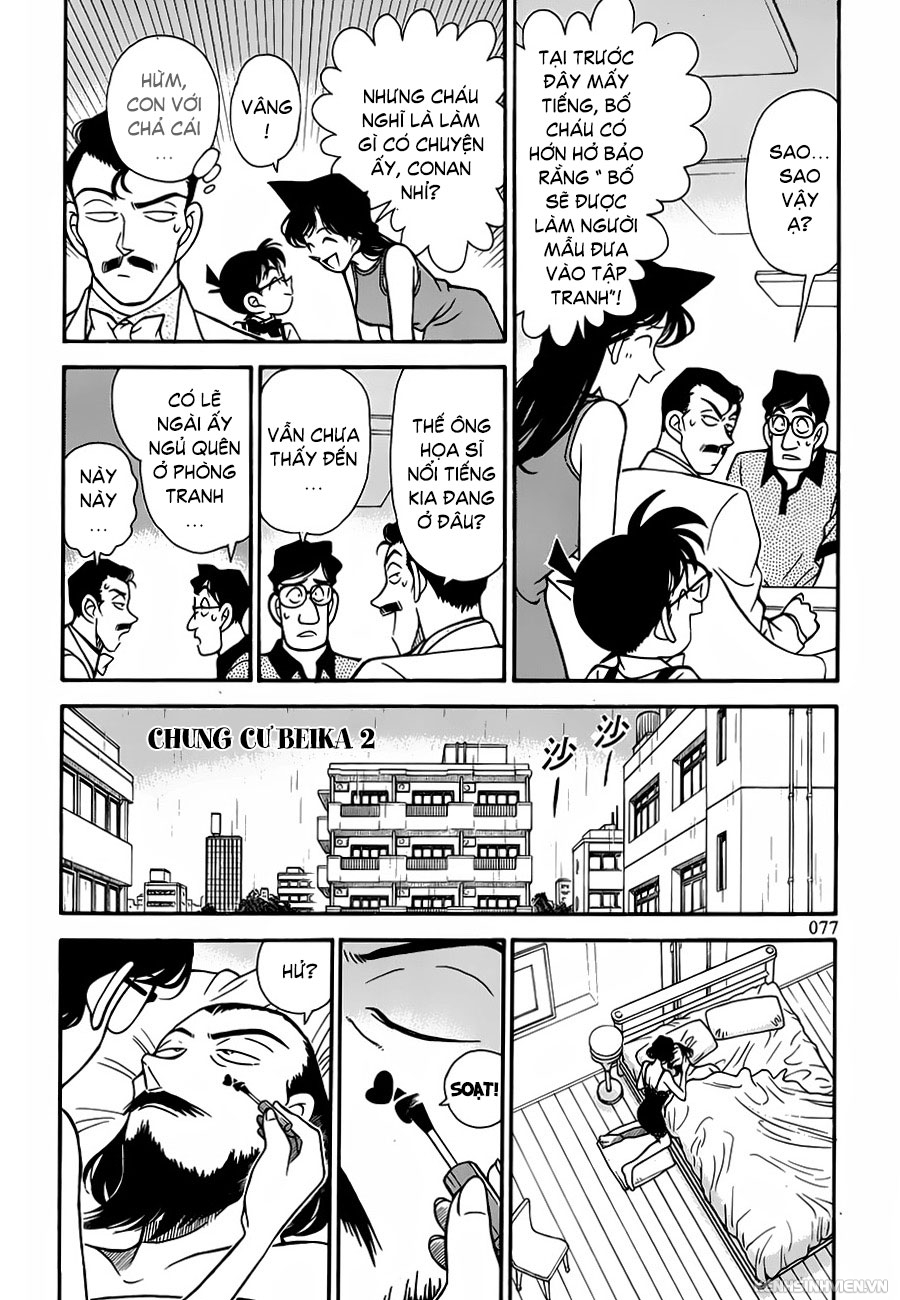 SAO...
SAO
VẬY
Ạ?
TẠI TRƯỚC
ĐÂY MẤY
TIẾNG, BỐ
CHÁU CÓ
HỚN HỞ BẢO
RẰNG " BỐ
SẼ ĐƯỢC
LÀM NGƯỜI
MẪU ĐƯA
VÀO TẬP
TRANH"!
NHƯNG CHÁU
NGHĨ LÀ LÀM
GÌ CÓ CHUYỆN
ẤY, CONAN
NHỈ?
VÂNG
!
HỪM,
CON VỚI
CHẢ CÁI
...
THẾ ÔNG
HỌA SĨ
NỔI TIẾNG
KIA ĐANG
Ở ĐÂU?
VẪN CHƯA
THẤY ĐẾN
...
CÓ LẼ
NGÀI ẤY
NGỦ QUÊN
Ở PHÒNG
TRANH
NÀY
NÀY
...
CHUNG CƯ BEIKA 2
沙
沙
077
SOẠT!
HỬ?